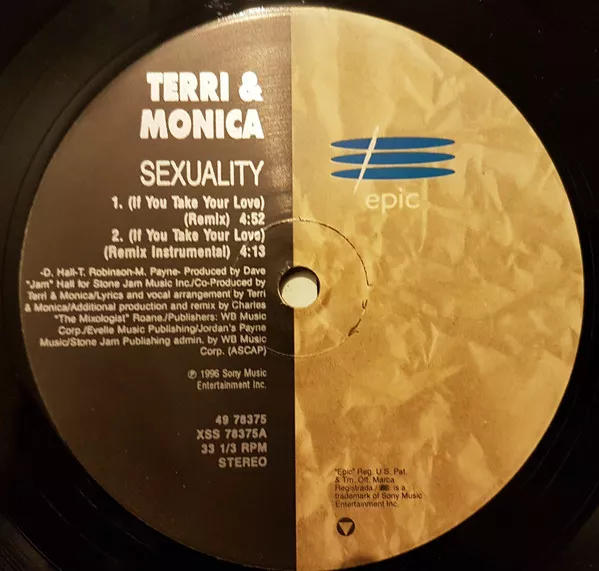 TERRI &
MONICA
SEXUALITY
1. (If You Take Your Love)
(Remix) 4:52
2. (If You Take Your Love)
(Remix Instrumental) 4:13
-D. Hall-T. Robinson-M. Payne- Produced by Dave
"Jam" Hall for Stone Jam Music Inc./Co-Produced by
Terri & Monica/Lyrics and vocal arrangement by Terri
& Monica/Additional production and remix by Charles
"The Mixologist" Roane./Publishers: WB Music
Corp./Evelle Music Publishing/Jordan's Payne
Music/Stone Jam Publishing admin. by WB Music
Corp. (ASCAP)
℗ 1996 Sony Music
Entertainment Inc.
49 78375
XSS 78375A
33 1/3 RPM
STEREO
epic
"Epic" Reg. U.S. Pat.
& Tm. Off. Marca
Registrada./ is a
trademark of Sony Music
Entertainment Inc.